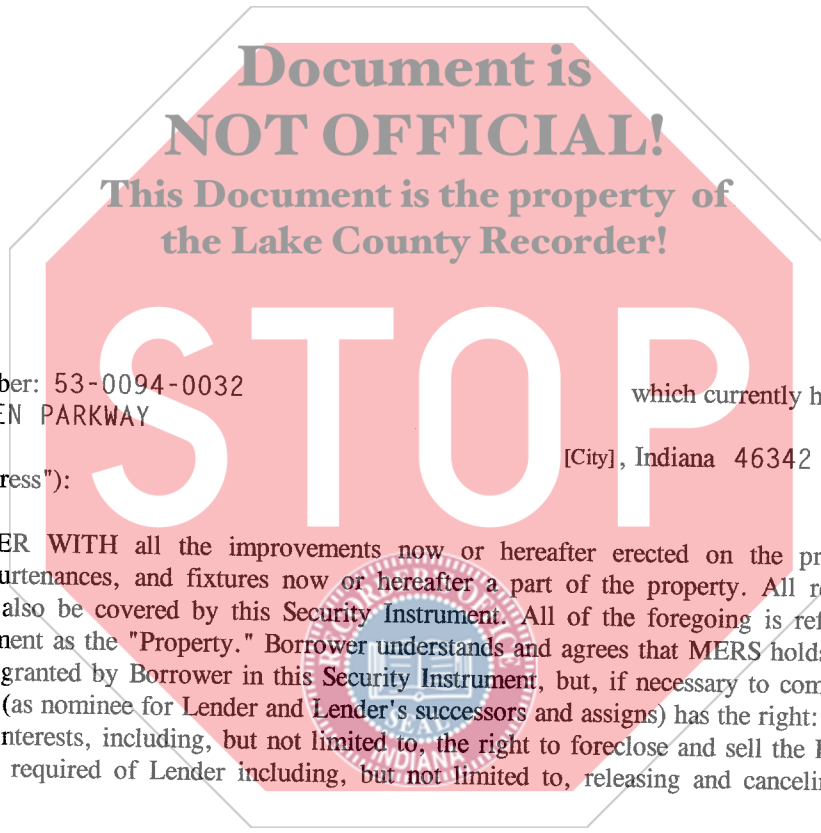 Document is
NOT OFFICIAL!
This Document is the property of
the Lake County Recorder!
STOP
ber: 53-0094-0032 which currently h
EN PARKWAY
[City], Indiana 46342
ress"):
ER WITH all the improvements now or hereafter erected on the pr
urtenances, and fixtures now or hereafter a part of the property. All r
also be covered by this Security Instrument. All of the foregoing is ref
ment as the "Property." Borrower understands and agrees that MERS holds
granted by Borrower in this Security Instrument, but, if necessary to com
(as nominee for Lender and Lender's successors and assigns) has the right:
nterests, including, but not limited to, the right to foreclose and sell the
required of Lender including, but not limited to, releasing and cancelin
SEAL
INDIANA